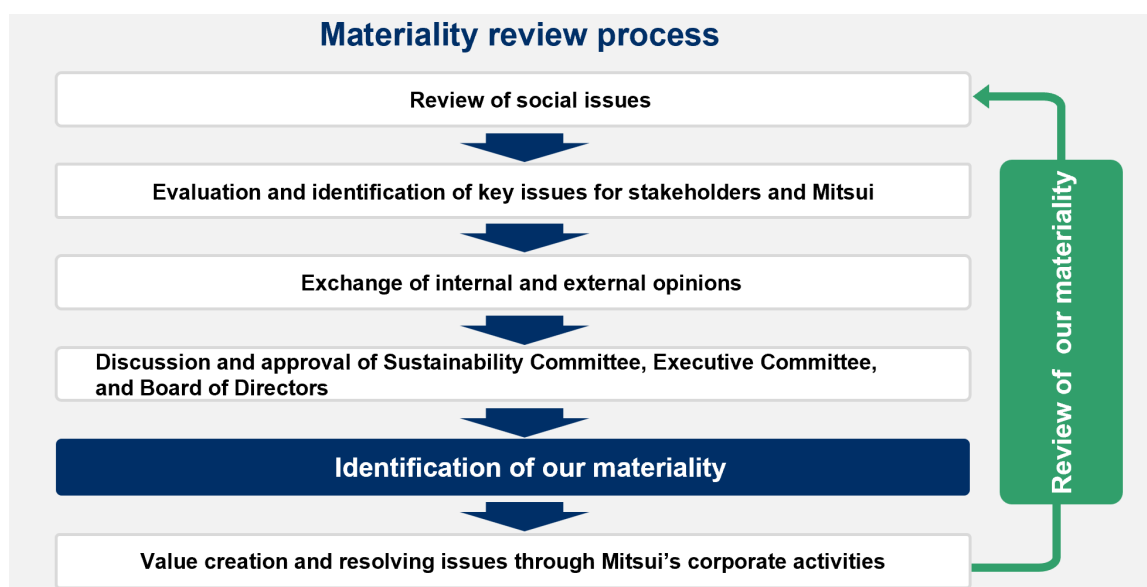 Materiality review process
Review of social issues
Evaluation and identification of key issues for stakeholders and Mitsui
Exchange of internal and external opinions
Discussion and approval of Sustainability Committee, Executive Committee,
and Board of Directors
Identification of our materiality
Value creation and resolving issues through Mitsui’s corporate activities
Review of our materiality